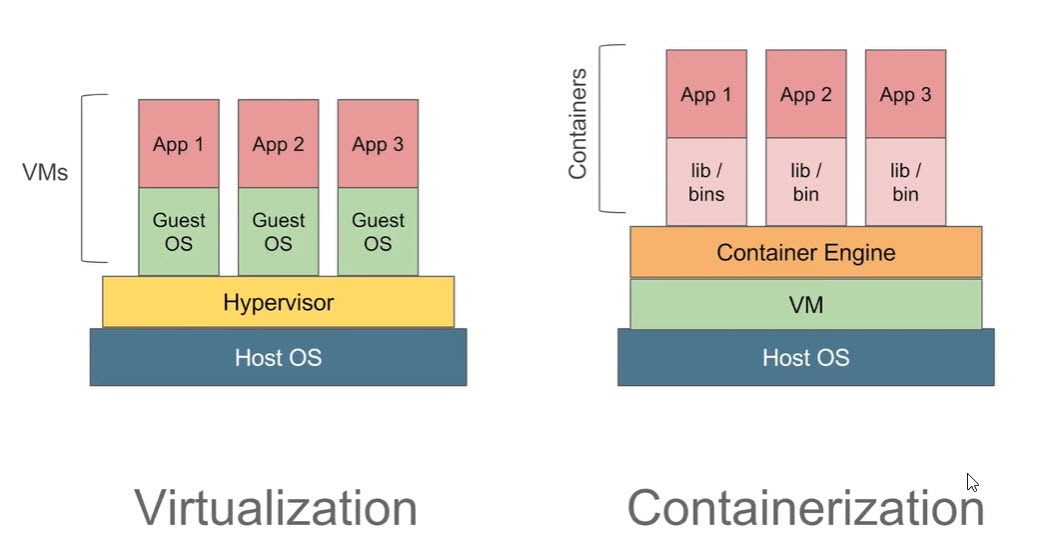 VMs
App 1
App 2
App 3
Guest
OS
Guest
OS
Guest
OS
Hypervisor
Host OS
Virtualization
Containers
App 1
App 2
App 3
lib /
bins
lib /
bin
lib /
bin
Container Engine
VM
Host OS
Containerization